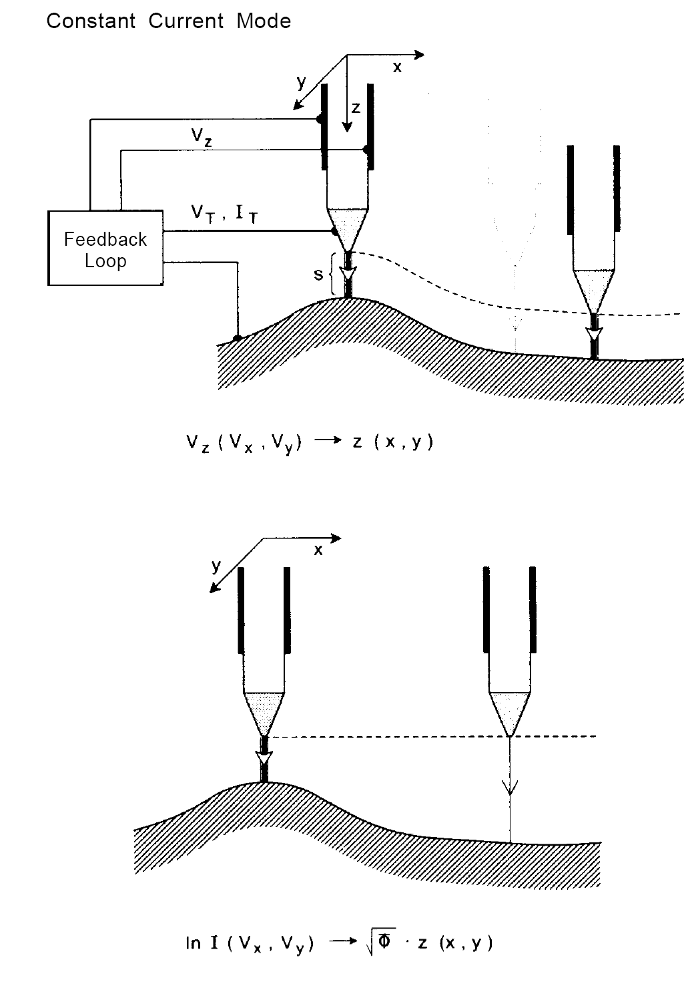 Constant Current Mode
x
y
z
V_z
V_T , I_T
Feedback
Loop
s
V_z ( V_x , V_y ) → z ( x , y )
x
y
ln I ( V_x , V_y ) → √Φ̅ · z ( x , y )